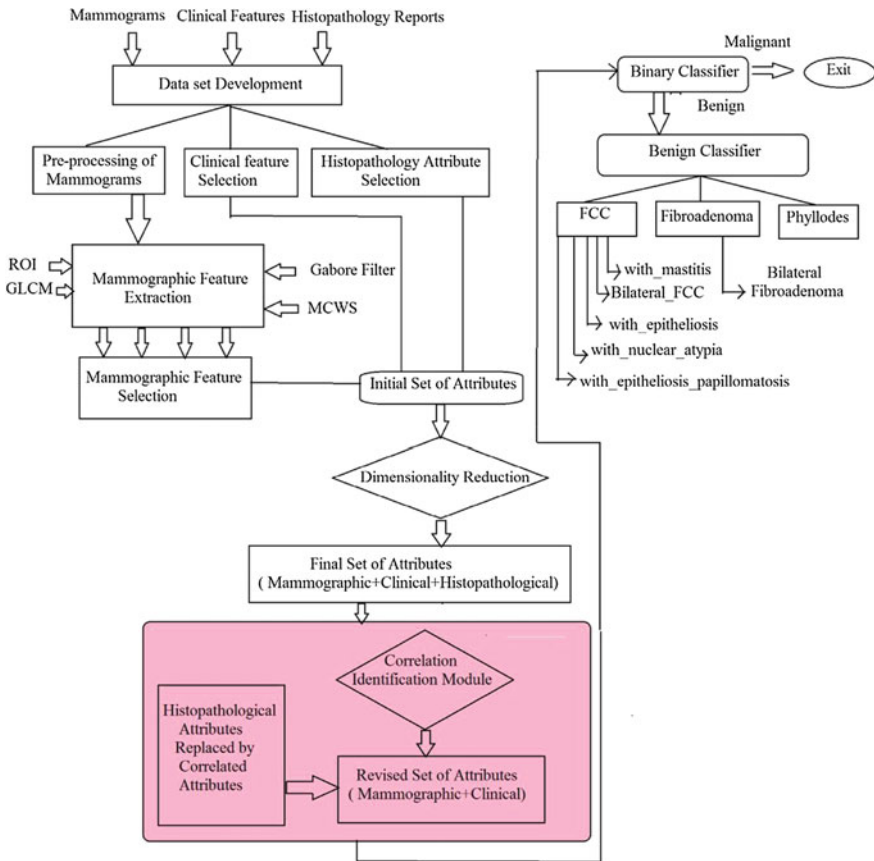 Mammograms
Clinical Features
Histopathology Reports
Data set Development
Pre-processing of
Mammograms
Clinical feature
Selection
Histopathology Attribute
Selection
ROI
GLCM
Mammographic Feature
Extraction
Gabore Filter
MCWS
Mammographic Feature
Selection
Initial Set of Attributes
Dimensionality Reduction
Final Set of Attributes
( Mammographic+Clinical+Histopathological)
Correlation
Identification Module
Histopathological
Attributes
Replaced by
Correlated
Attributes
Revised Set of Attributes
( Mammographic+Clinical)
Binary Classifier
Malignant
Exit
Benign
Benign Classifier
FCC
Fibroadenoma
Phyllodes
with_mastitis
Bilateral_FCC
with_epitheliosis
with_nuclear_atypia
with_epitheliosis_papillomatosis
Bilateral
Fibroadenoma